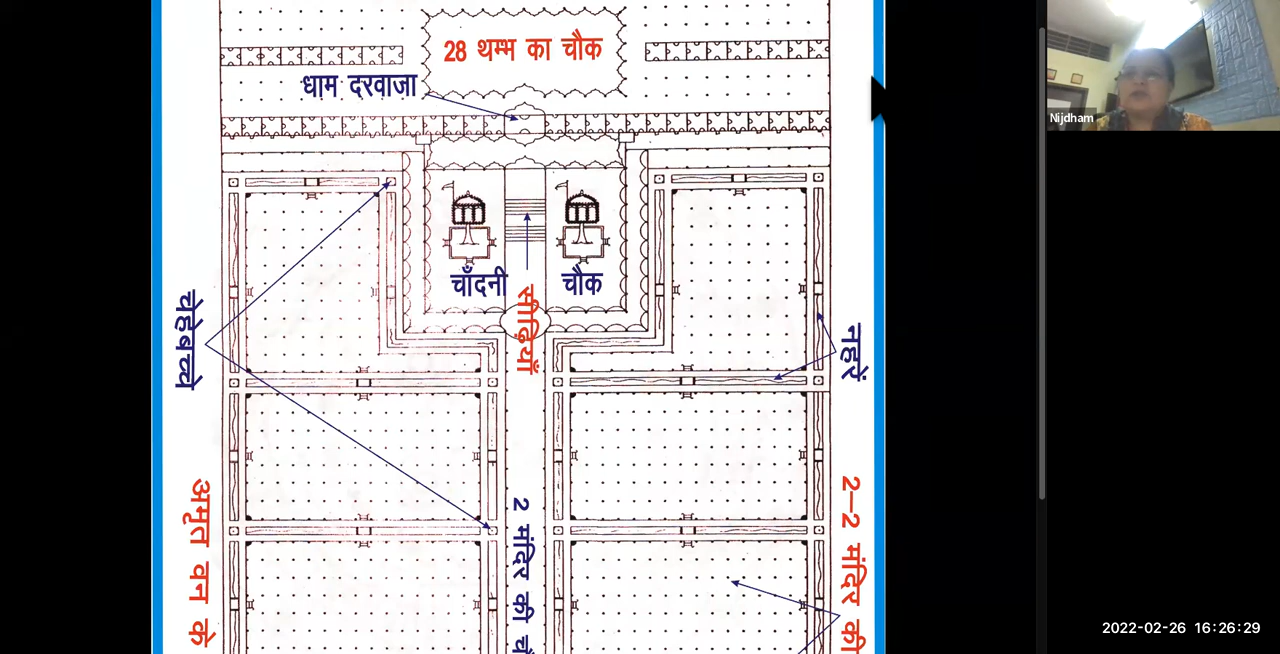 28 थम्भ का चौक
धाम दरवाजा
Nijdham
चाँदनी
चौक
सीढ़ियाँ
चेहेबच्चे
नहरें
अमृत वन के
2 मंदिर की
2–2 मंदिर की
2022-02-26 16:26:29